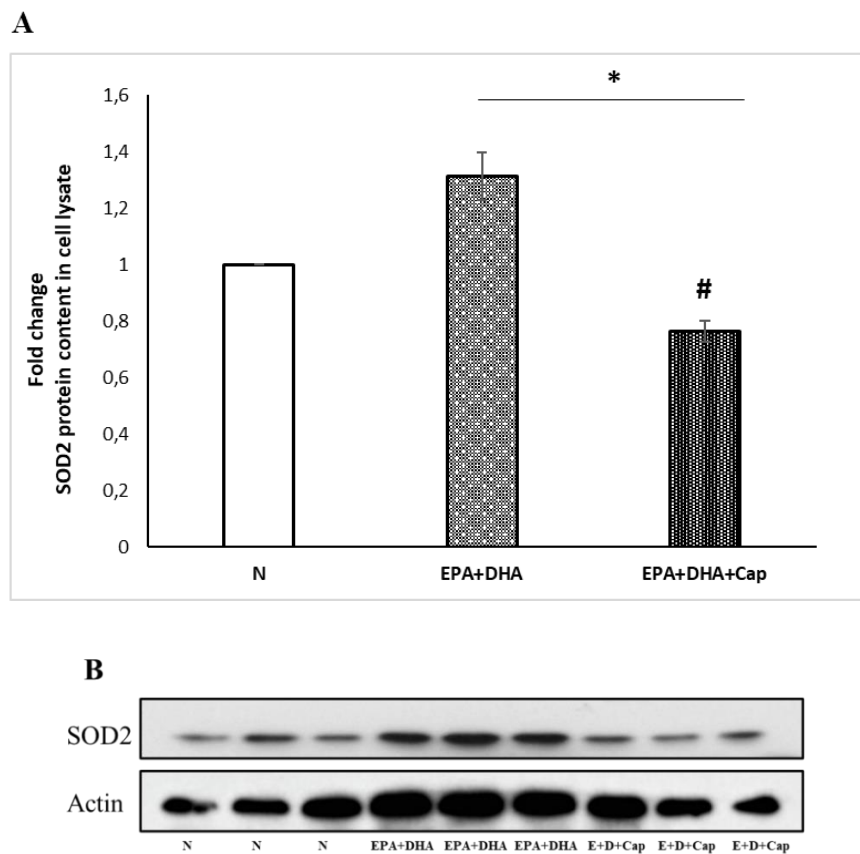 A
*
1,6
1,4
1,2
1
0,8
0,6
0,4
0,2
0
Fold change
SOD2 protein content in cell lysate
#
N EPA+DHA EPA+DHA+Cap
B
SOD2
Actin
N N N EPA+DHA EPA+DHA EPA+DHA E+D+Cap E+D+Cap E+D+Cap